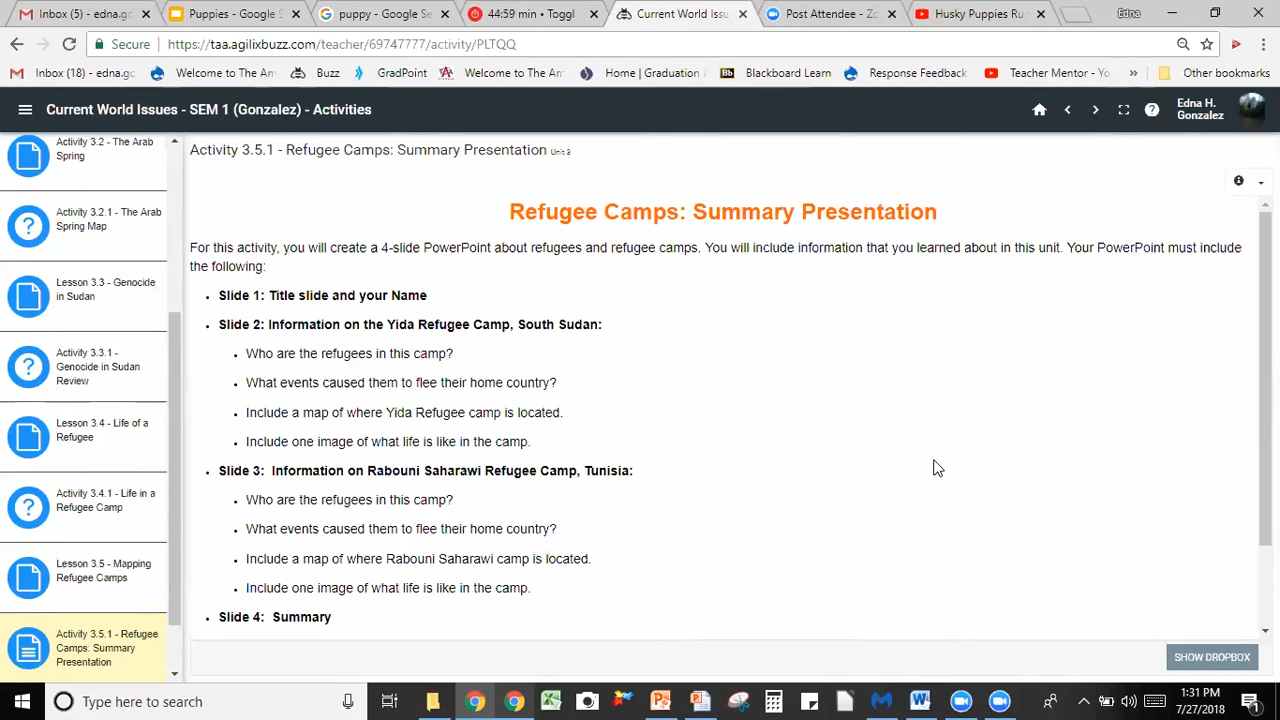 Inbox (5) - edna.gc
Puppies - Google S
puppy - Google Se
44:59 min • Toggl
Current World Issu
Post Attendee - Zo
Husky Puppies Ru
Edna
Secure
https://taa.agilixbuzz.com/teacher/69747777/activity/PLTQQ
Inbox (18) - edna.gc
Welcome to The Am
Buzz
GradPoint
Welcome to The Am
Home | Graduation
Bb
Blackboard Learn
Response Feedback
Teacher Mentor - Yo
»
Other bookmarks
Current World Issues - SEM 1 (Gonzalez) - Activities
Edna H.
Gonzalez
Activity 3.2 - The Arab
Spring
Activity 3.2.1 - The Arab
Spring Map
Lesson 3.3 - Genocide
in Sudan
Activity 3.3.1 -
Genocide in Sudan
Review
Lesson 3.4 - Life of a
Refugee
Activity 3.4.1 - Life in a
Refugee Camp
Lesson 3.5 - Mapping
Refugee Camps
Activity 3.5.1 - Refugee
Camps: Summary
Presentation
Activity 3.5.1 - Refugee Camps: Summary Presentation Unit 3
Refugee Camps: Summary Presentation
For this activity, you will create a 4-slide PowerPoint about refugees and refugee camps. You will include information that you learned about in this unit. Your PowerPoint must include
the following:
• Slide 1: Title slide and your Name
• Slide 2: Information on the Yida Refugee Camp, South Sudan:
• Who are the refugees in this camp?
• What events caused them to flee their home country?
• Include a map of where Yida Refugee camp is located.
• Include one image of what life is like in the camp.
• Slide 3: Information on Rabouni Saharawi Refugee Camp, Tunisia:
• Who are the refugees in this camp?
• What events caused them to flee their home country?
• Include a map of where Rabouni Saharawi camp is located.
• Include one image of what life is like in the camp.
• Slide 4: Summary
SHOW DROPBOX
Type here to search
1:31 PM
7/27/2018